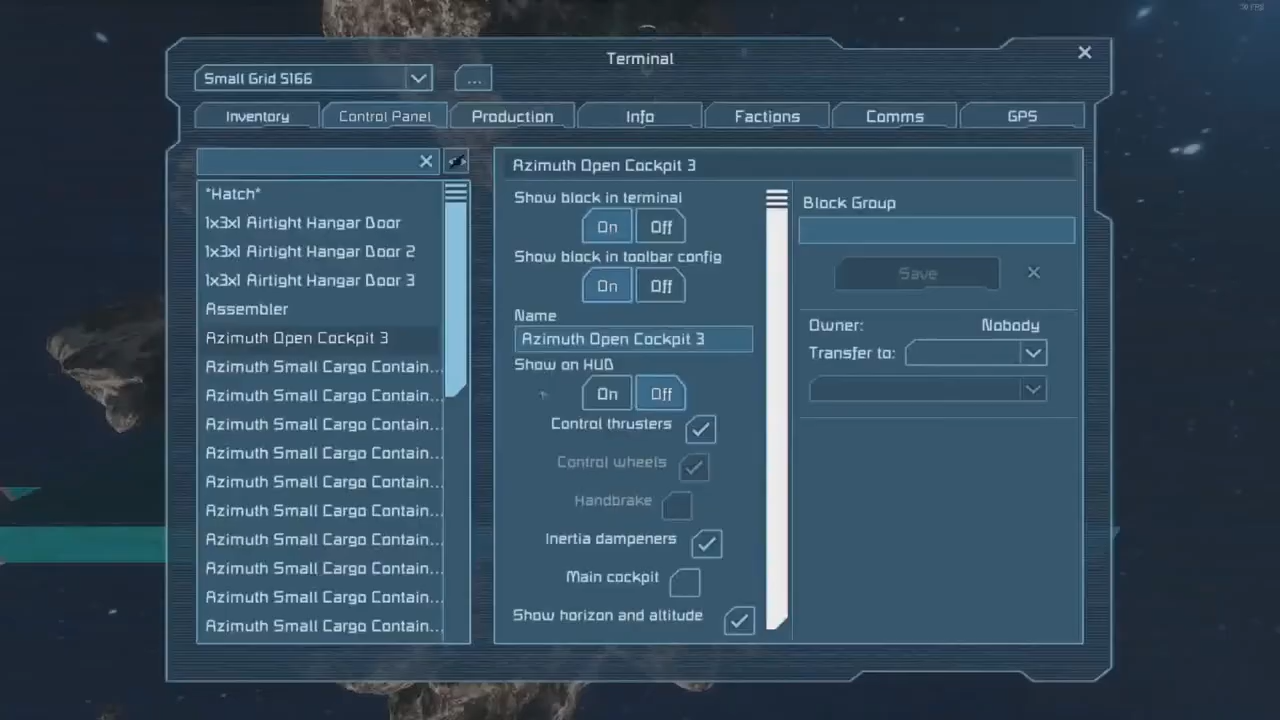 30 FPS
Terminal
Small Grid 5166
...
Inventory
Control Panel
Production
Info
Factions
Comms
GPS
*Hatch*
1x3x1 Airtight Hangar Door
1x3x1 Airtight Hangar Door 2
1x3x1 Airtight Hangar Door 3
Assembler
Azimuth Open Cockpit 3
Azimuth Small Cargo Contain...
Azimuth Small Cargo Contain...
Azimuth Small Cargo Contain...
Azimuth Small Cargo Contain...
Azimuth Small Cargo Contain...
Azimuth Small Cargo Contain...
Azimuth Small Cargo Contain...
Azimuth Small Cargo Contain...
Azimuth Small Cargo Contain...
Azimuth Small Cargo Contain...
Azimuth Open Cockpit 3
Show block in terminal
On Off
Show block in toolbar config
On Off
Name
Azimuth Open Cockpit 3
Show on HUD
On Off
Control thrusters
Control wheels
Handbrake
Inertia dampeners
Main cockpit
Show horizon and altitude
Block Group
Save
Owner: Nobody
Transfer to: